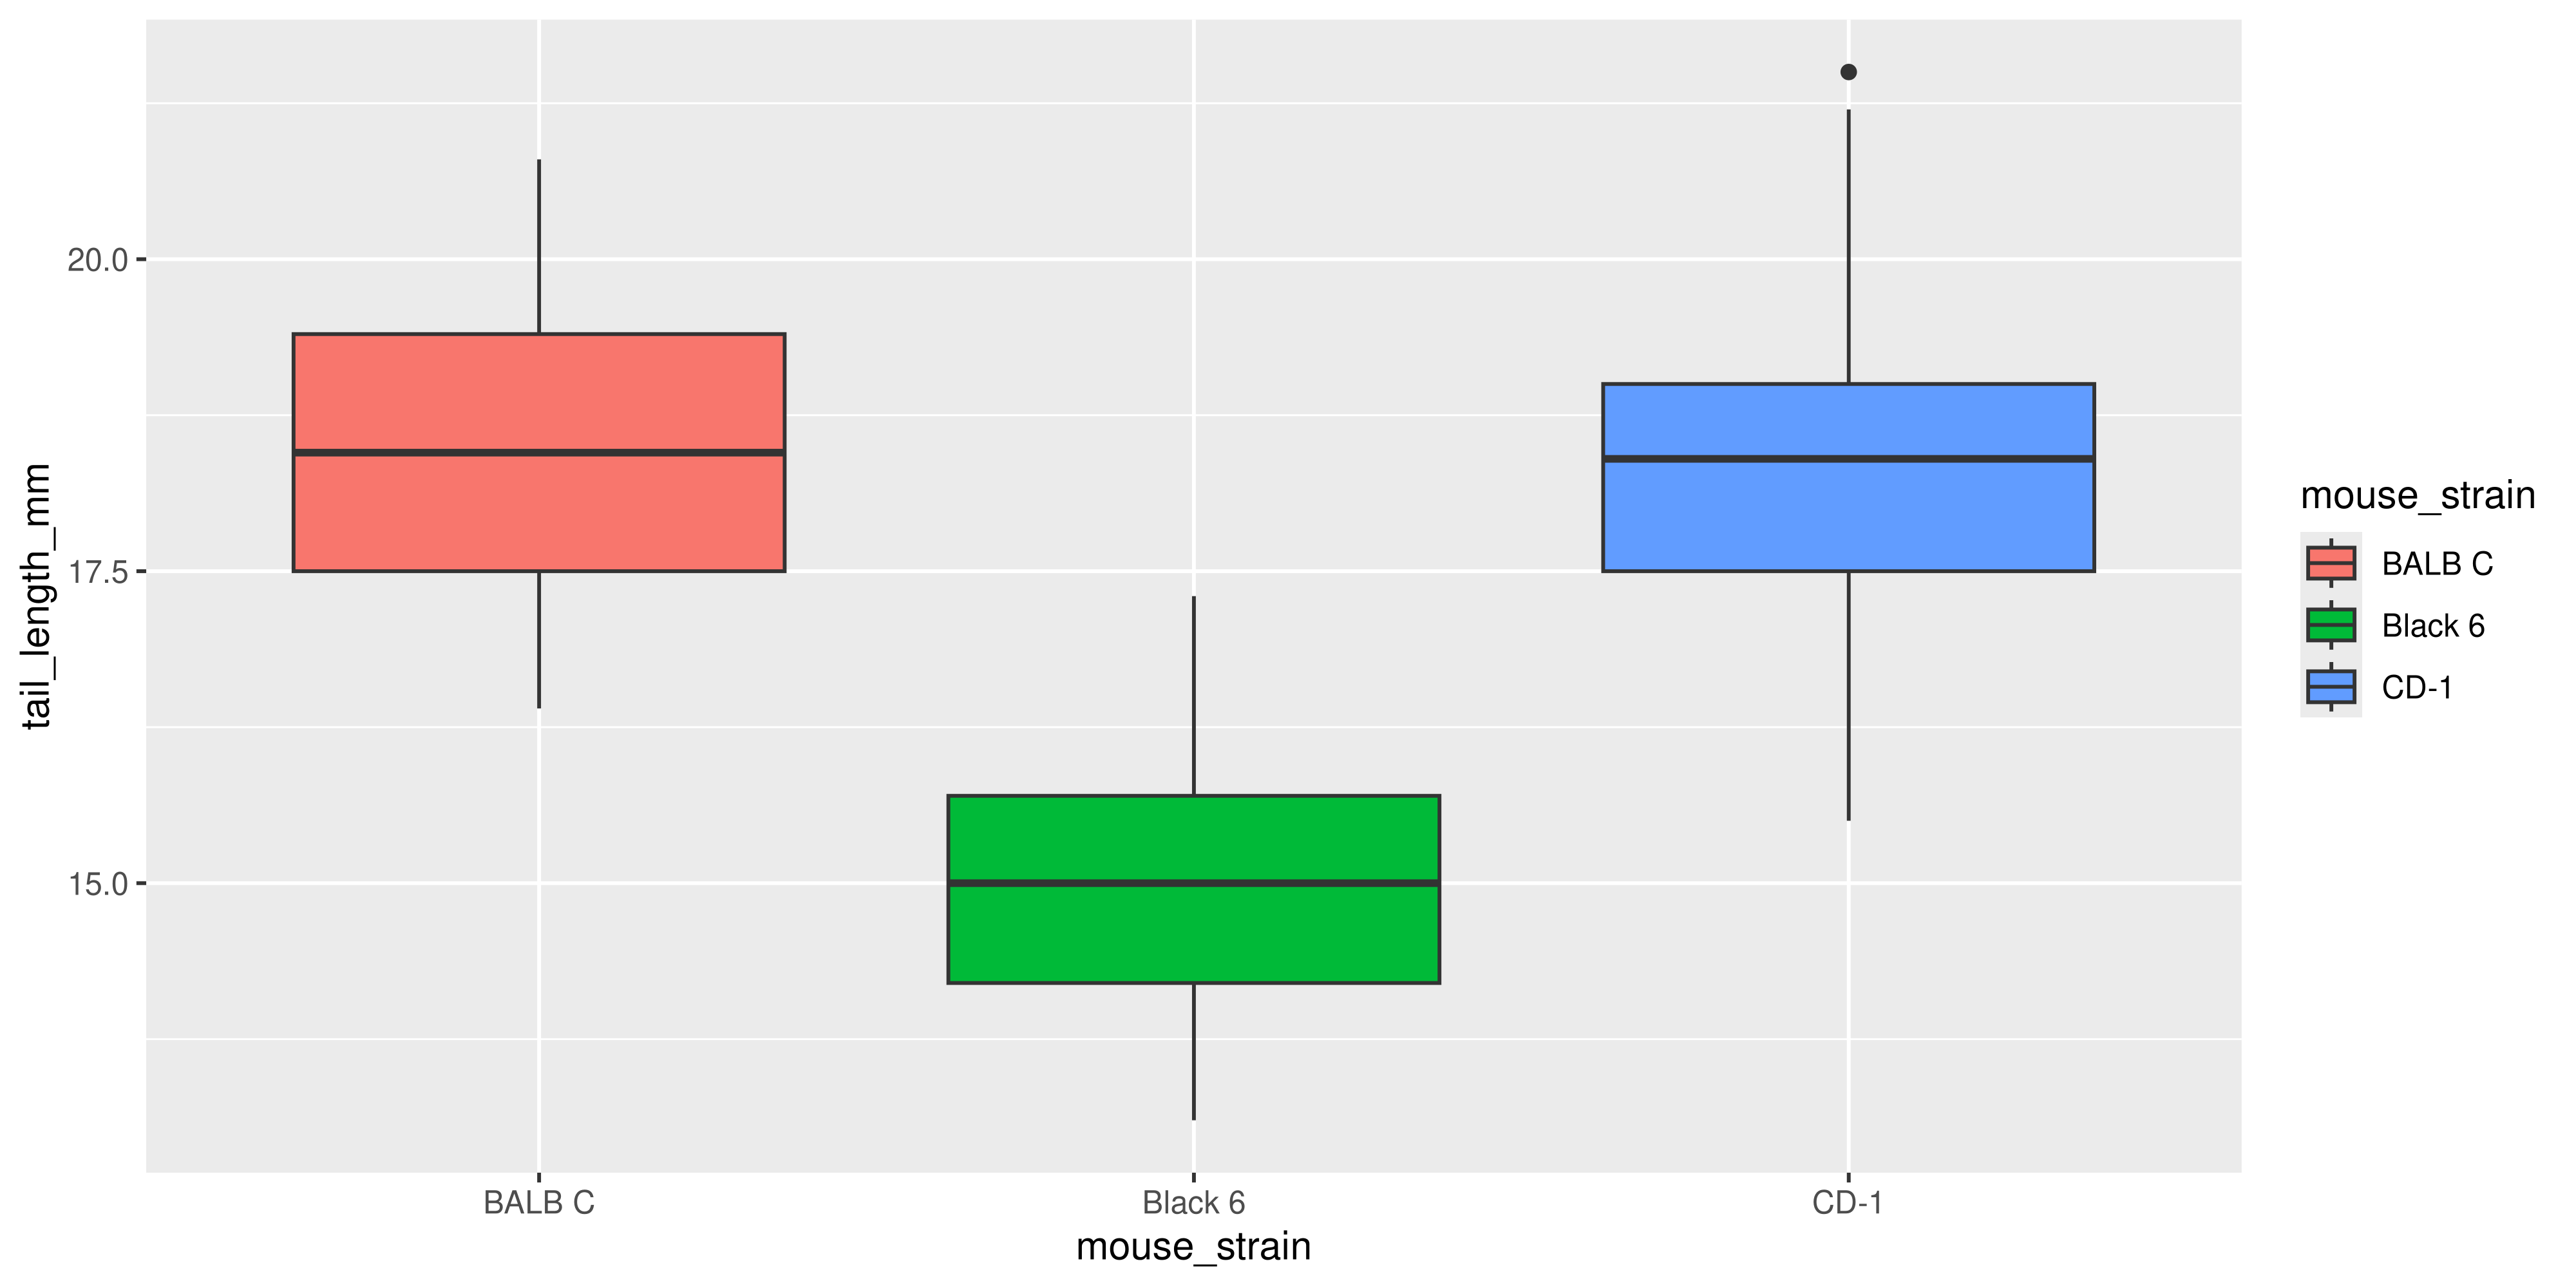 tail_length_mm
20.0
17.5
15.0
BALB C
Black 6
CD-1
mouse_strain
mouse_strain
BALB C
Black 6
CD-1